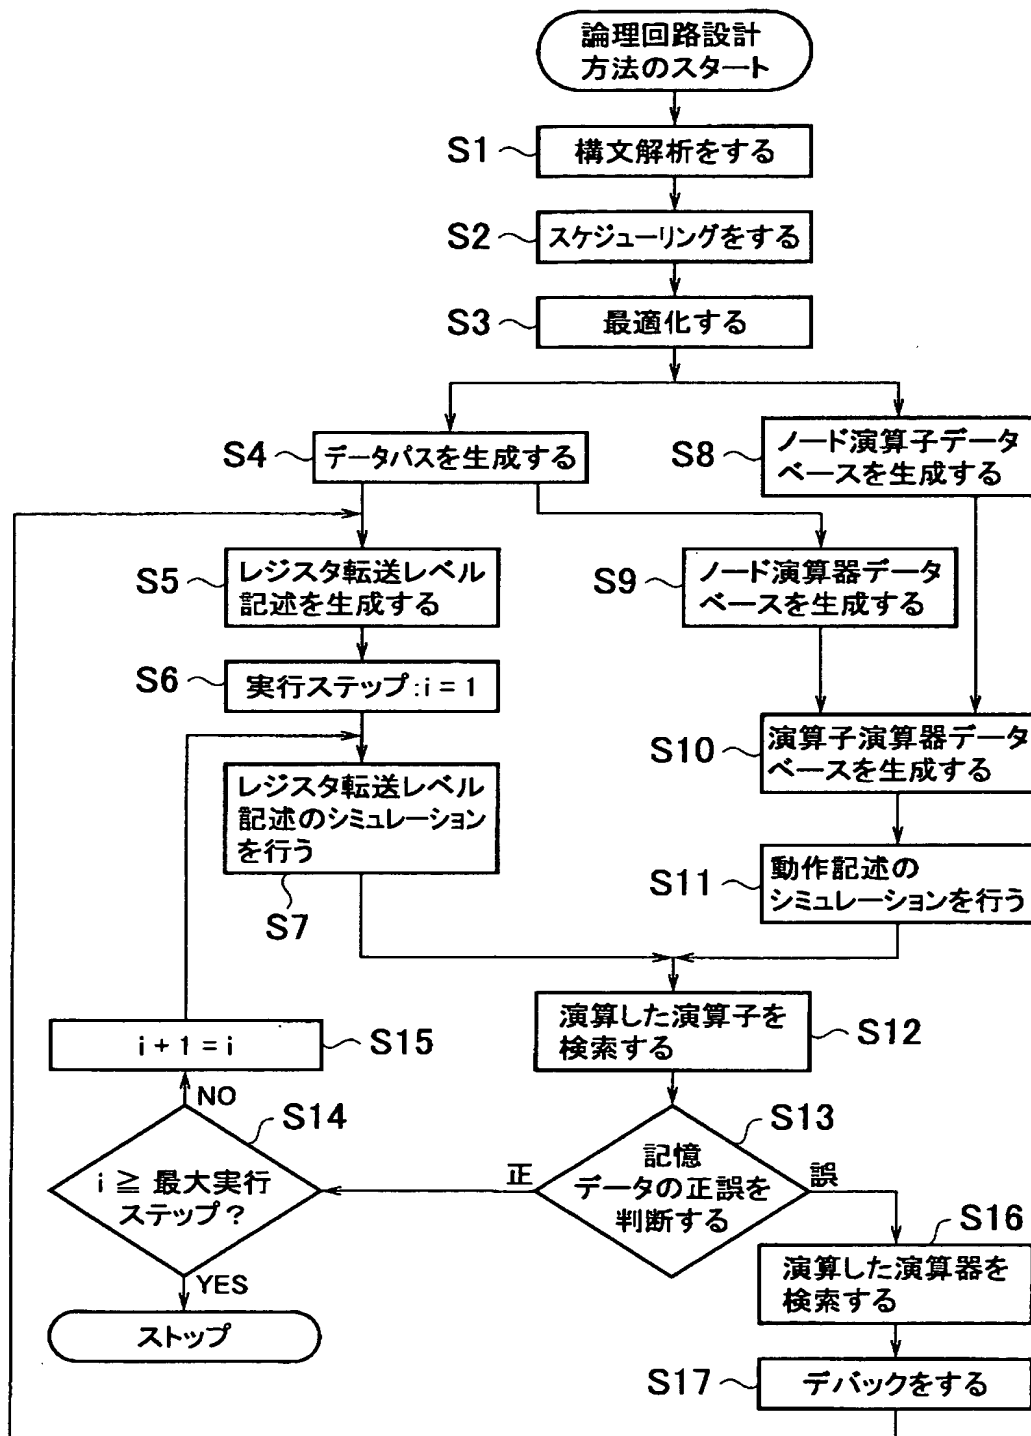 論理回路設計
方法のスタート
S1
構文解析をする
S2
スケジューリングをする
S3
最適化する
S4
データパスを生成する
S8
ノード演算子データ
ベースを生成する
S5
レジスタ転送レベル
記述を生成する
S9
ノード演算器データ
ベースを生成する
S6
実行ステップ:i = 1
S10
演算子演算器データ
ベースを生成する
レジスタ転送レベル
記述のシミュレーション
を行う
S7
S11
動作記述の
シミュレーションを行う
演算した演算子を
検索する
S12
i + 1 = i
S15
NO
S14
i ≧ 最大実行
ステップ?
YES
ストップ
S13
記憶
データの正誤を
判断する
正
誤
S16
演算した演算器を
検索する
S17
デバックをする